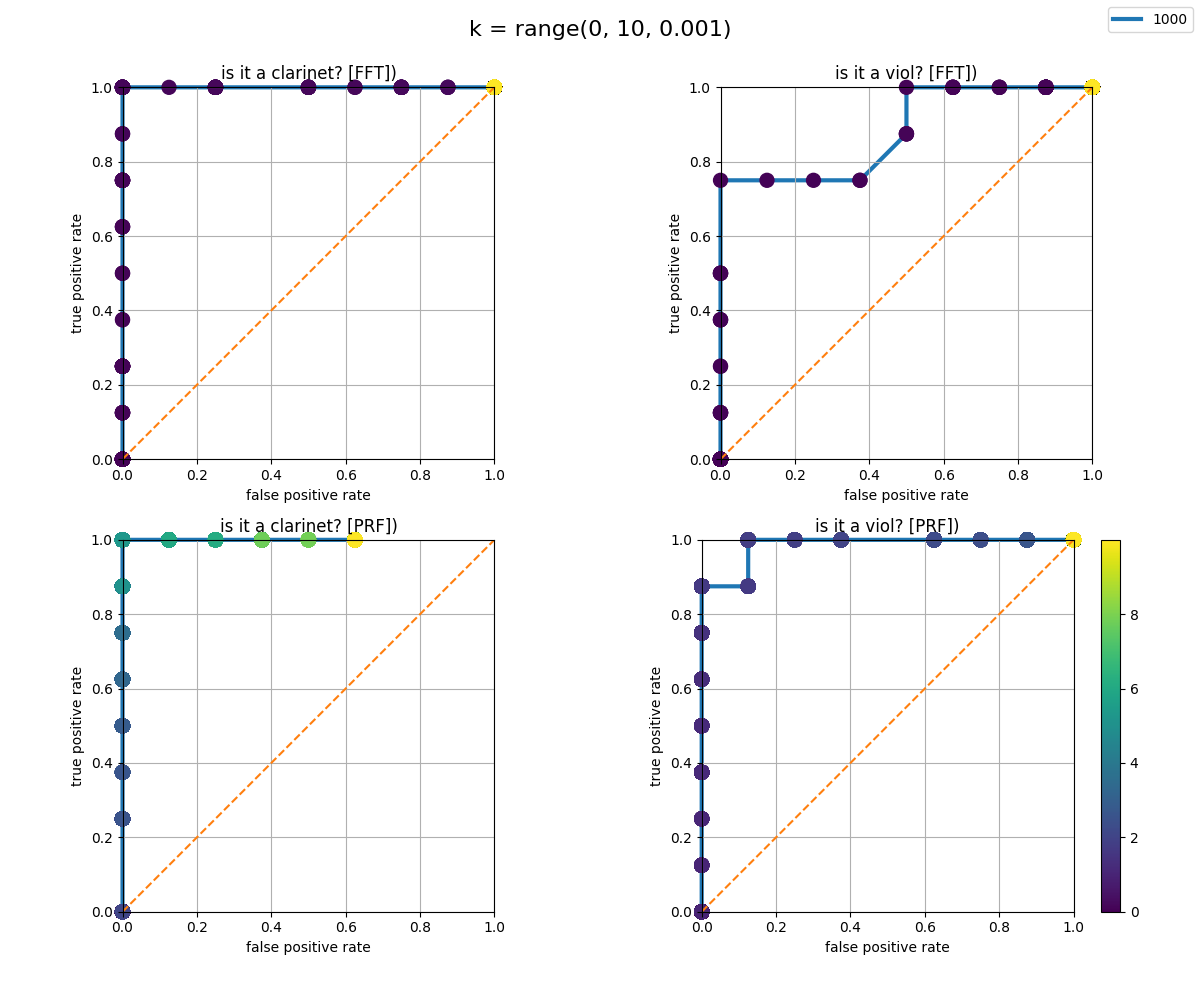 k = range(0, 10, 0.001)
1000
is it a clarinet? [FFT])
is it a viol? [FFT])
1.0
0.8
0.6
0.4
0.2
0.0
true positive rate
0.0 0.2 0.4 0.6 0.8 1.0
false positive rate
1.0
0.8
0.6
0.4
0.2
0.0
true positive rate
0.0 0.2 0.4 0.6 0.8 1.0
false positive rate
is it a clarinet? [PRF])
is it a viol? [PRF])
1.0
0.8
0.6
0.4
0.2
0.0
true positive rate
0.0 0.2 0.4 0.6 0.8 1.0
false positive rate
1.0
0.8
0.6
0.4
0.2
0.0
true positive rate
0.0 0.2 0.4 0.6 0.8 1.0
false positive rate
8
6
4
2
0